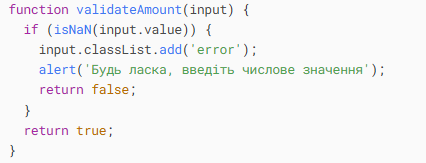 function validateAmount(input) {
  if (isNaN(input.value)) {
    input.classList.add('error');
    alert('Будь ласка, введіть числове значення');
    return false;
  }
  return true;
}